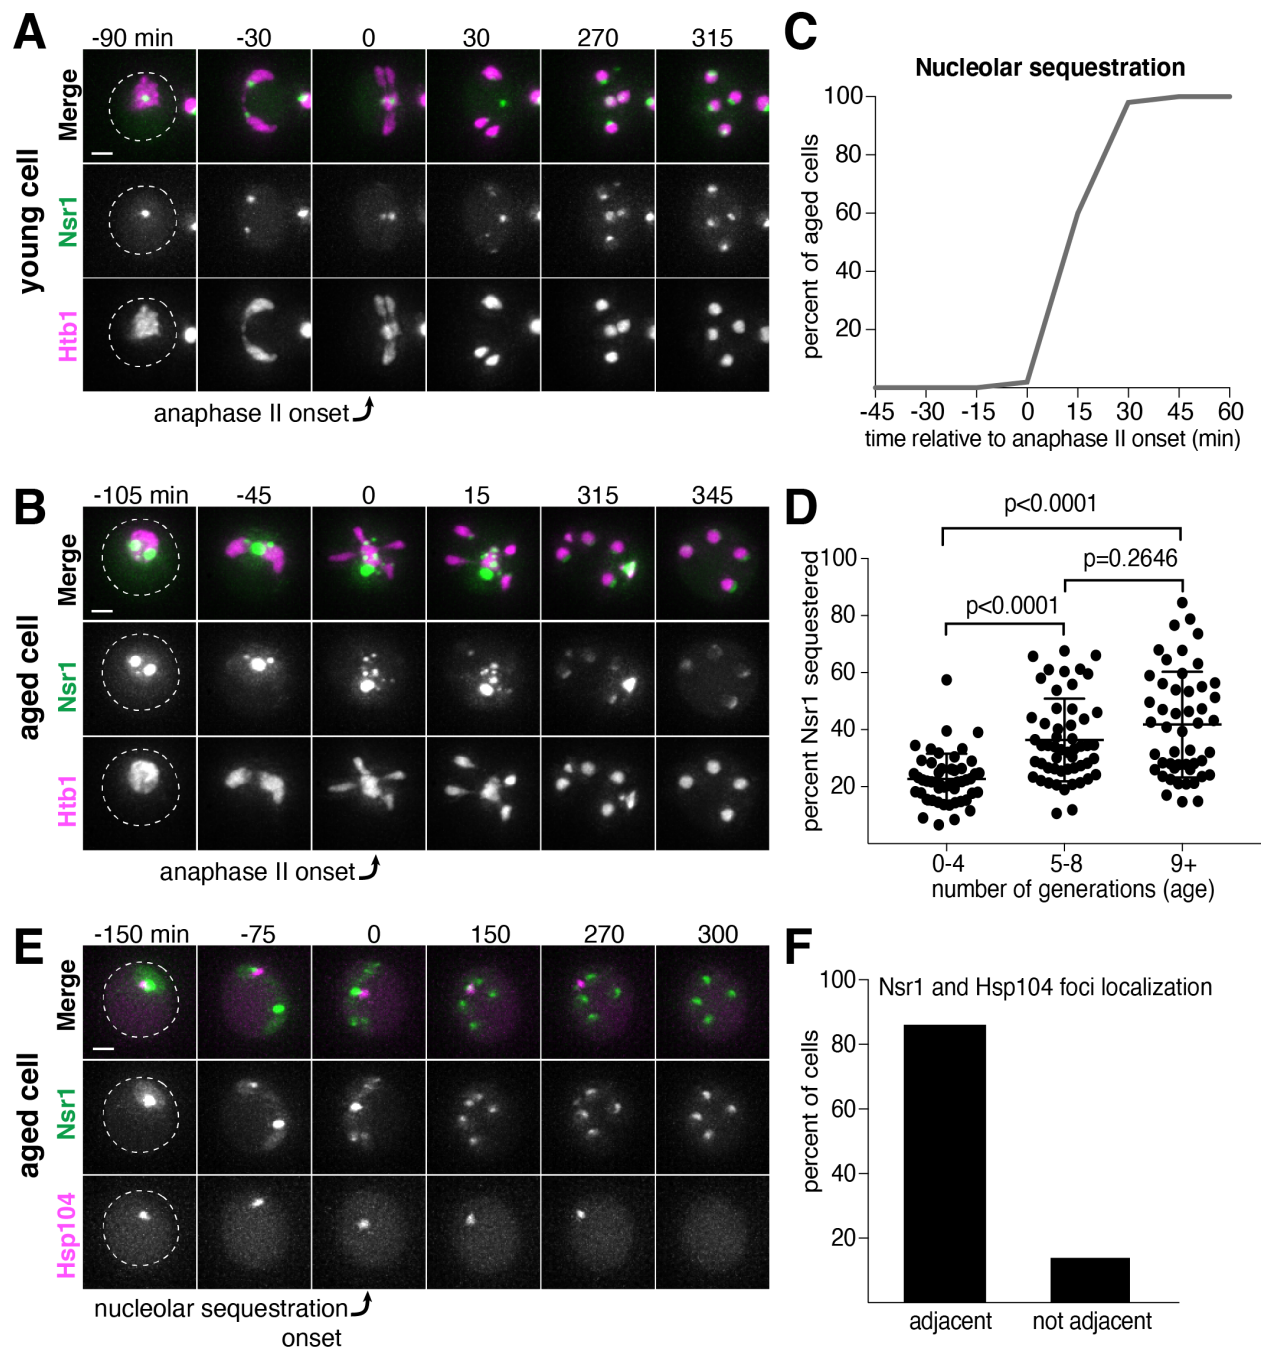 A
-90 min -30 0 30 270 315
young cell
Merge
Nsr1
Htb1
anaphase II onset
B
-105 min -45 0 15 315 345
aged cell
Merge
Nsr1
Htb1
anaphase II onset
E
-150 min -75 0 150 270 300
aged cell
Merge
Nsr1
Hsp104
nucleolar sequestration
onset
C
Nucleolar sequestration
percent of aged cells
100
80
60
40
20
-45 -30 -15 0 15 30 45 60
time relative to anaphase II onset (min)
D
p<0.0001
p=0.2646
p<0.0001
percent Nsr1 sequestered
100
80
60
40
20
0-4 5-8 9+
number of generations (age)
F
Nsr1 and Hsp104 foci localization
percent of cells
100
80
60
40
20
adjacent not adjacent